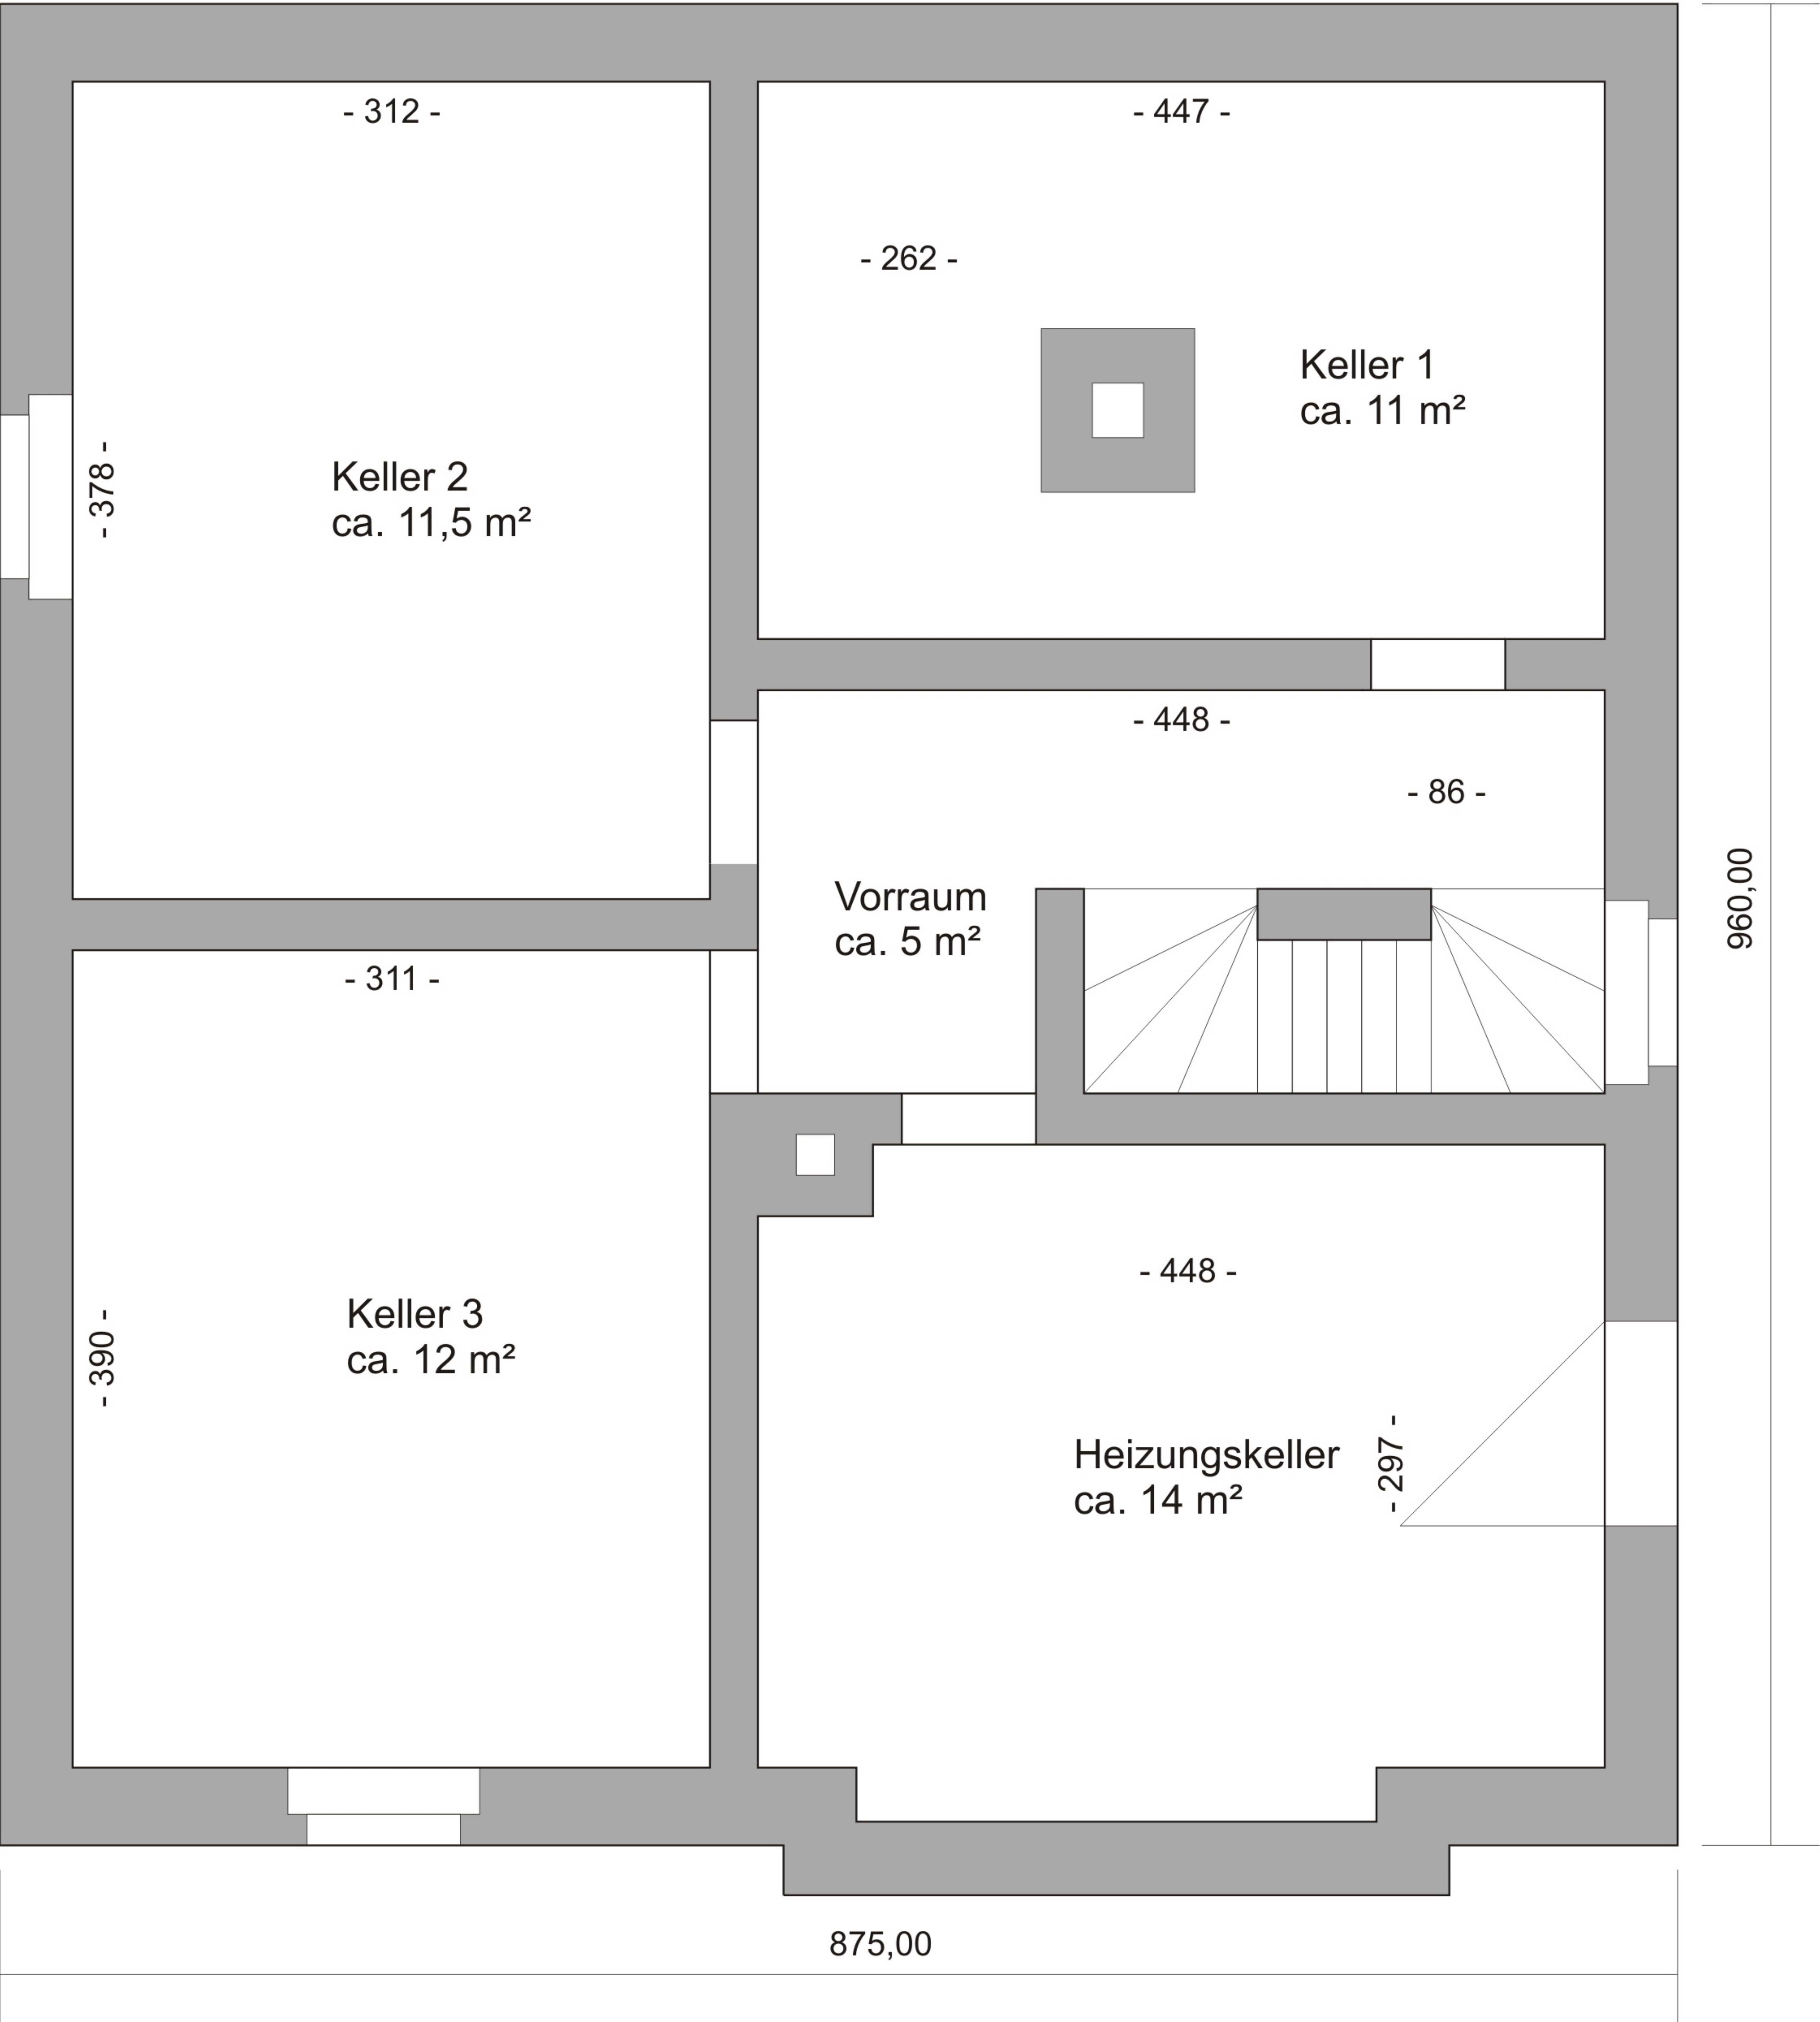 - 312 -
- 447 -
- 262 -
Keller 1
ca. 11 m²
- 378 -
Keller 2
ca. 11,5 m²
- 448 -
- 86 -
Vorraum
ca. 5 m²
960,00
- 311 -
- 448 -
Keller 3
ca. 12 m²
- 390 -
Heizungskeller
ca. 14 m²
- 297 -
875,00